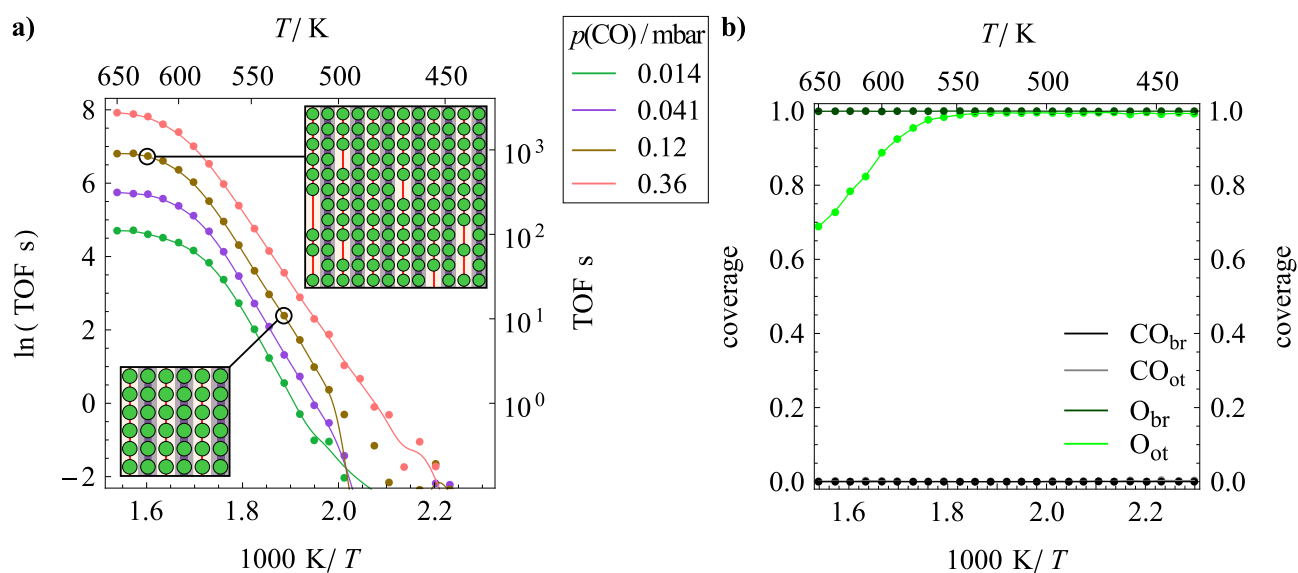 a)
T / K
650 600 550 500 450
8
6
4
2
0
−2
ln( TOF s)
10³
10²
10¹
10⁰
TOF s
1.6 1.8 2.0 2.2
1000 K/ T
p(CO) / mbar
0.014
0.041
0.12
0.36
b)
T / K
650 600 550 500 450
1.0 1.0
0.8 0.8
0.6 0.6
0.4 0.4
0.2 0.2
0.0 0.0
coverage
coverage
CO_br
CO_ot
O_br
O_ot
1.6 1.8 2.0 2.2
1000 K/ T